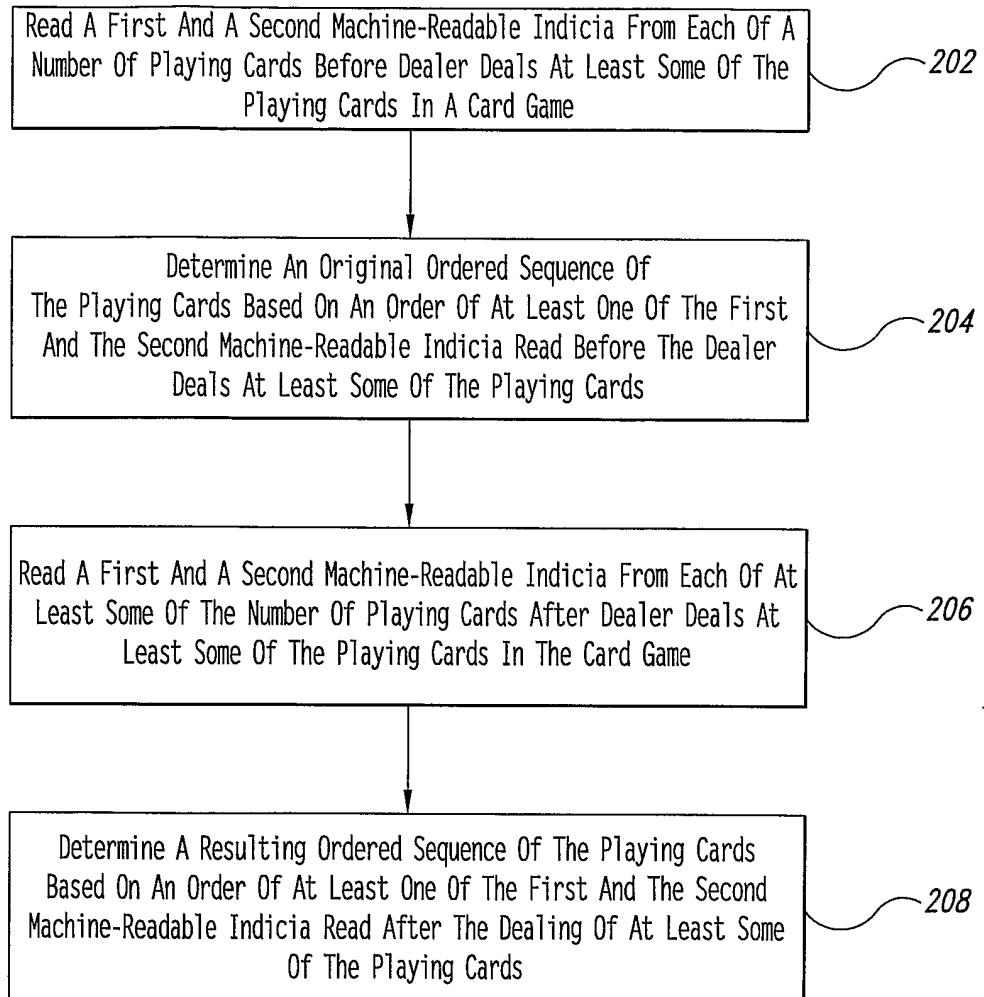 Read A First And A Second Machine-Readable Indicia From Each Of A
Number Of Playing Cards Before Dealer Deals At Least Some Of The
Playing Cards In A Card Game
202
Determine An Original Ordered Sequence Of
The Playing Cards Based On An Order Of At Least One Of The First
And The Second Machine-Readable Indicia Read Before The Dealer
Deals At Least Some Of The Playing Cards
204
Read A First And A Second Machine-Readable Indicia From Each Of At
Least Some Of The Number Of Playing Cards After Dealer Deals At
Least Some Of The Playing Cards In The Card Game
206
Determine A Resulting Ordered Sequence Of The Playing Cards
Based On An Order Of At Least One Of The First And The Second
Machine-Readable Indicia Read After The Dealing Of At Least Some
Of The Playing Cards
208